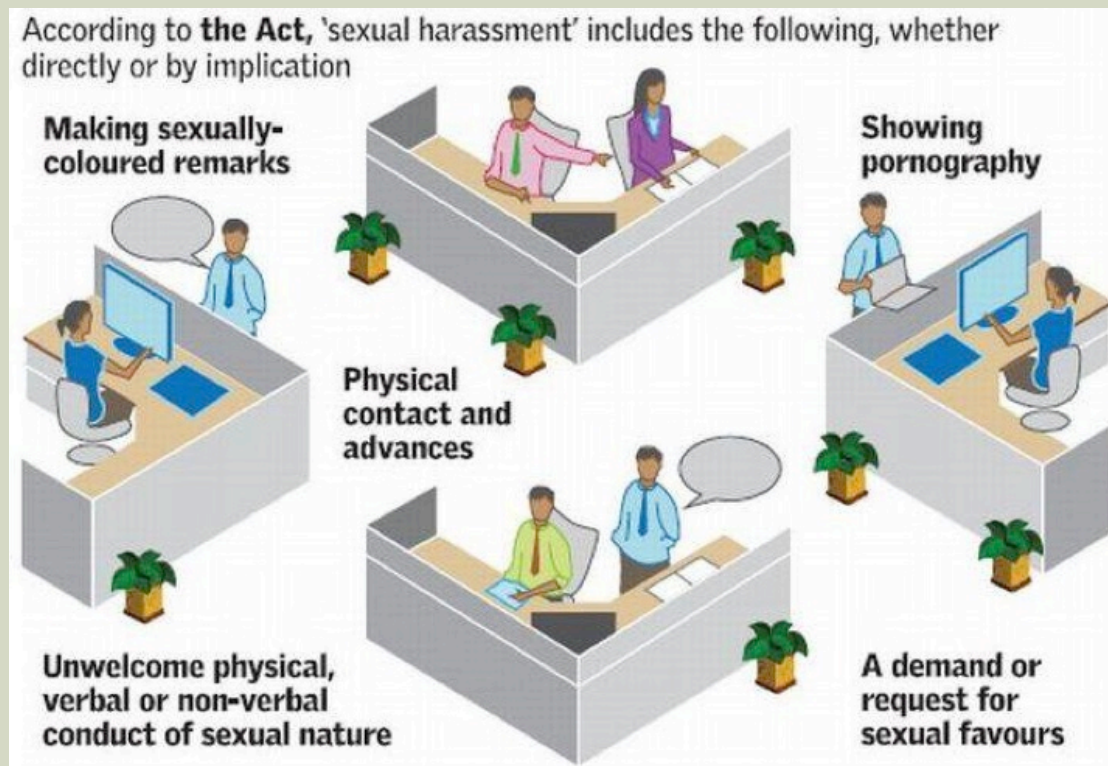 According to the Act, ‘sexual harassment’ includes the following, whether
directly or by implication
Making sexually-
coloured remarks
Showing
pornography
Physical
contact and
advances
Unwelcome physical,
verbal or non-verbal
conduct of sexual nature
A demand or
request for
sexual favours